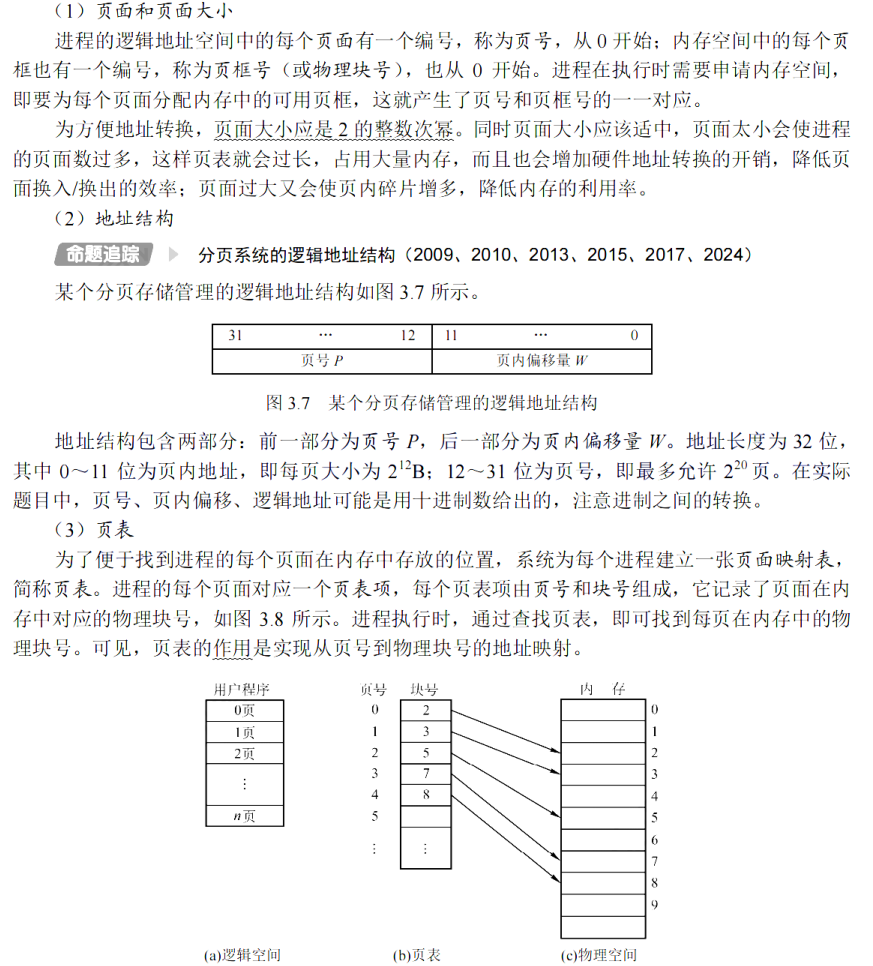 （1）页面和页面大小
进程的逻辑地址空间中的每个页面有一个编号，称为页号，从 0 开始；内存空间中的每个页
框也有一个编号，称为页框号（或物理块号），也从 0 开始。进程在执行时需要申请内存空间，
即要为每个页面分配内存中的可用页框，这就产生了页号和页框号的一一对应。
为方便地址转换，页面大小应是 2 的整数次幂。同时页面大小应该适中，页面太小会使进程
的页面数过多，这样页表就会过长，占用大量内存，而且也会增加硬件地址转换的开销，降低页
面换入/换出的效率；页面过大又会使页内碎片增多，降低内存的利用率。
（2）地址结构
命题追踪 分页系统的逻辑地址结构（2009、2010、2013、2015、2017、2024）
某个分页存储管理的逻辑地址结构如图 3.7 所示。
31 … 12 11 … 0
页号 P 页内偏移量 W
图 3.7 某个分页存储管理的逻辑地址结构
地址结构包含两部分：前一部分为页号 P，后一部分为页内偏移量 W。地址长度为 32 位，
其中 0～11 位为页内地址，即每页大小为 2¹²B；12～31 位为页号，即最多允许 2²⁰ 页。在实际
题目中，页号、页内偏移、逻辑地址可能是用十进制数给出的，注意进制之间的转换。
（3）页表
为了便于找到进程的每个页面在内存中存放的位置，系统为每个进程建立一张页面映射表，
简称页表。进程的每个页面对应一个页表项，每个页表项由页号和块号组成，它记录了页面在内
存中对应的物理块号，如图 3.8 所示。进程执行时，通过查找页表，即可找到每页在内存中的物
理块号。可见，页表的作用是实现从页号到物理块号的地址映射。
用户程序 页号 块号 内 存
0页 0 2 0
1页 1 3 1
2页 2 5 2
⋮ 3 7 3
4 8 4
n页 5 5
⋮ ⋮ 6
7
8
9
(a)逻辑空间 (b)页表 (c)物理空间